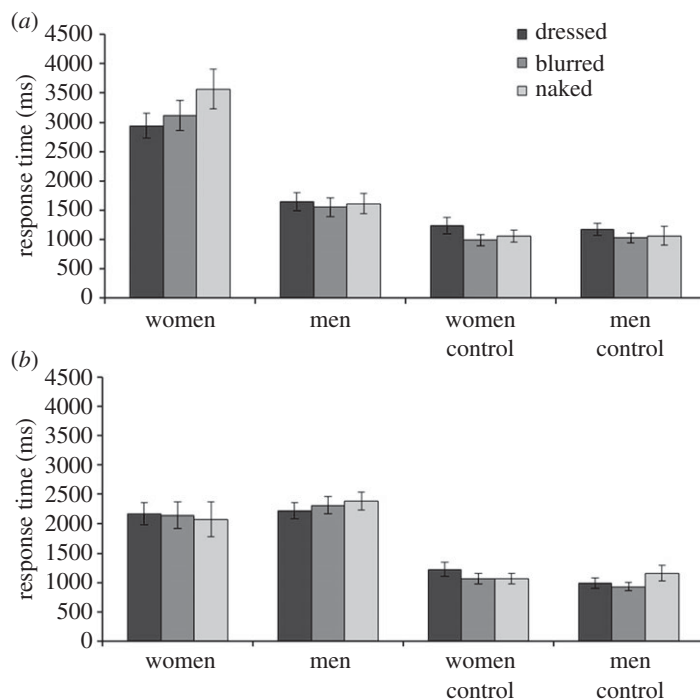 (a)
4500
4000
3500
3000
2500
2000
1500
1000
500
0
response time (ms)
dressed
blurred
naked
women
men
women control
men control
(b)
4500
4000
3500
3000
2500
2000
1500
1000
500
0
response time (ms)
women
men
women control
men control